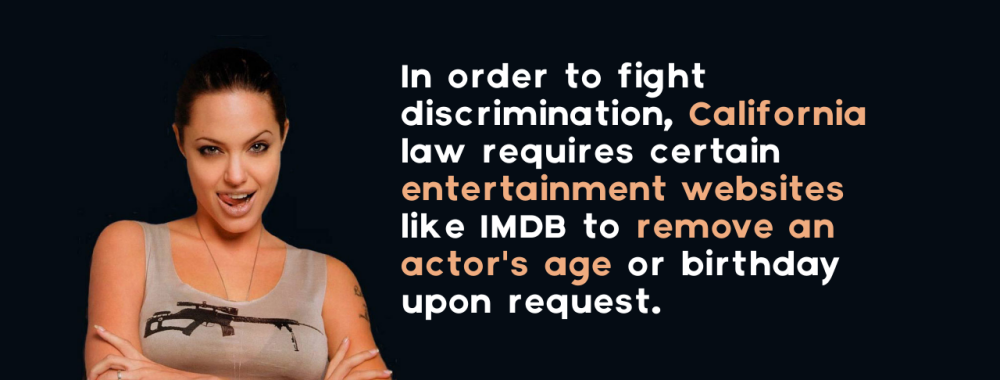 In order to fight
discrimination, California
law requires certain
entertainment websites
like IMDB to remove an
actor's age or birthday
upon request.